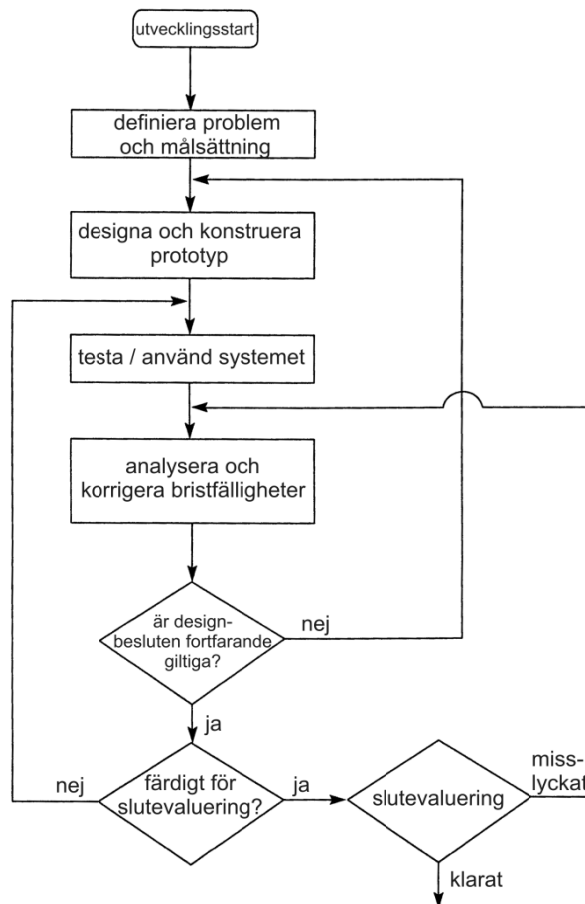 utvecklingsstart
definiera problem
och målsättning
designa och konstruera
prototyp
testa / använd systemet
analysera och
korrigera bristfälligheter
är design-
besluten fortfarande
giltiga?
nej
ja
färdigt för
slutevaluering?
nej
ja
slutevaluering
miss-
lyckat
klarat